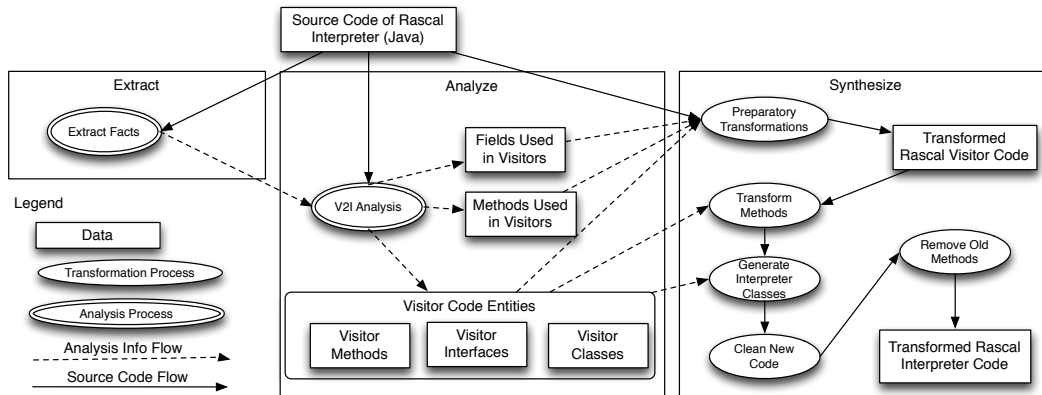 Source Code of Rascal
Interpreter (Java)
Extract
Extract Facts
Analyze
Fields Used
in Visitors
V2I Analysis
Methods Used
in Visitors
Visitor Code Entities
Visitor
Methods
Visitor
Interfaces
Visitor
Classes
Synthesize
Preparatory
Transformations
Transformed
Rascal Visitor Code
Transform
Methods
Generate
Interpreter
Classes
Clean New
Code
Remove Old
Methods
Transformed Rascal
Interpreter Code
Legend
Data
Transformation Process
Analysis Process
Analysis Info Flow
Source Code Flow